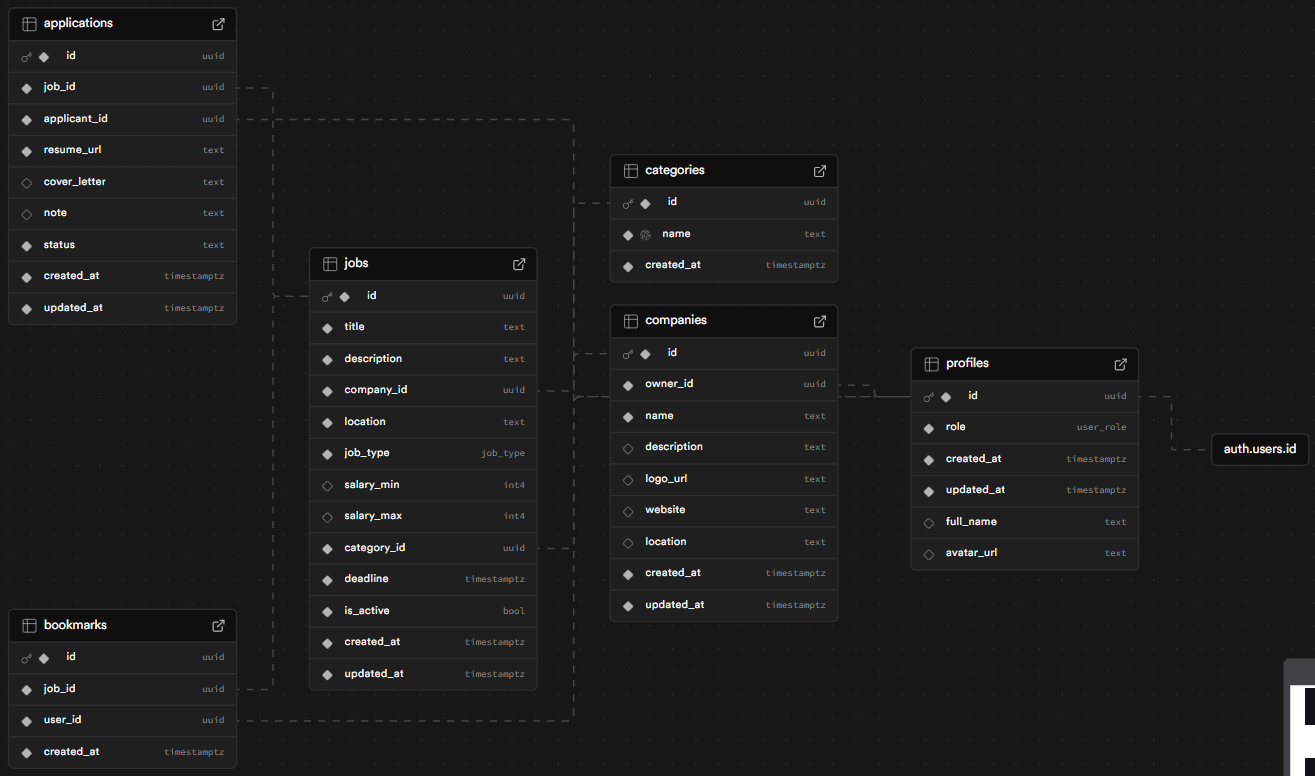 applications
id uuid
job_id uuid
applicant_id uuid
resume_url text
cover_letter text
note text
status text
created_at timestamptz
updated_at timestamptz
categories
id uuid
name text
created_at timestamptz
jobs
id uuid
title text
description text
company_id uuid
location text
job_type job_type
salary_min int4
salary_max int4
category_id uuid
deadline timestamptz
is_active bool
created_at timestamptz
updated_at timestamptz
companies
id uuid
owner_id uuid
name text
description text
logo_url text
website text
location text
created_at timestamptz
updated_at timestamptz
profiles
id uuid
role user_role
created_at timestamptz
updated_at timestamptz
full_name text
avatar_url text
auth.users.id
bookmarks
id uuid
job_id uuid
user_id uuid
created_at timestamptz